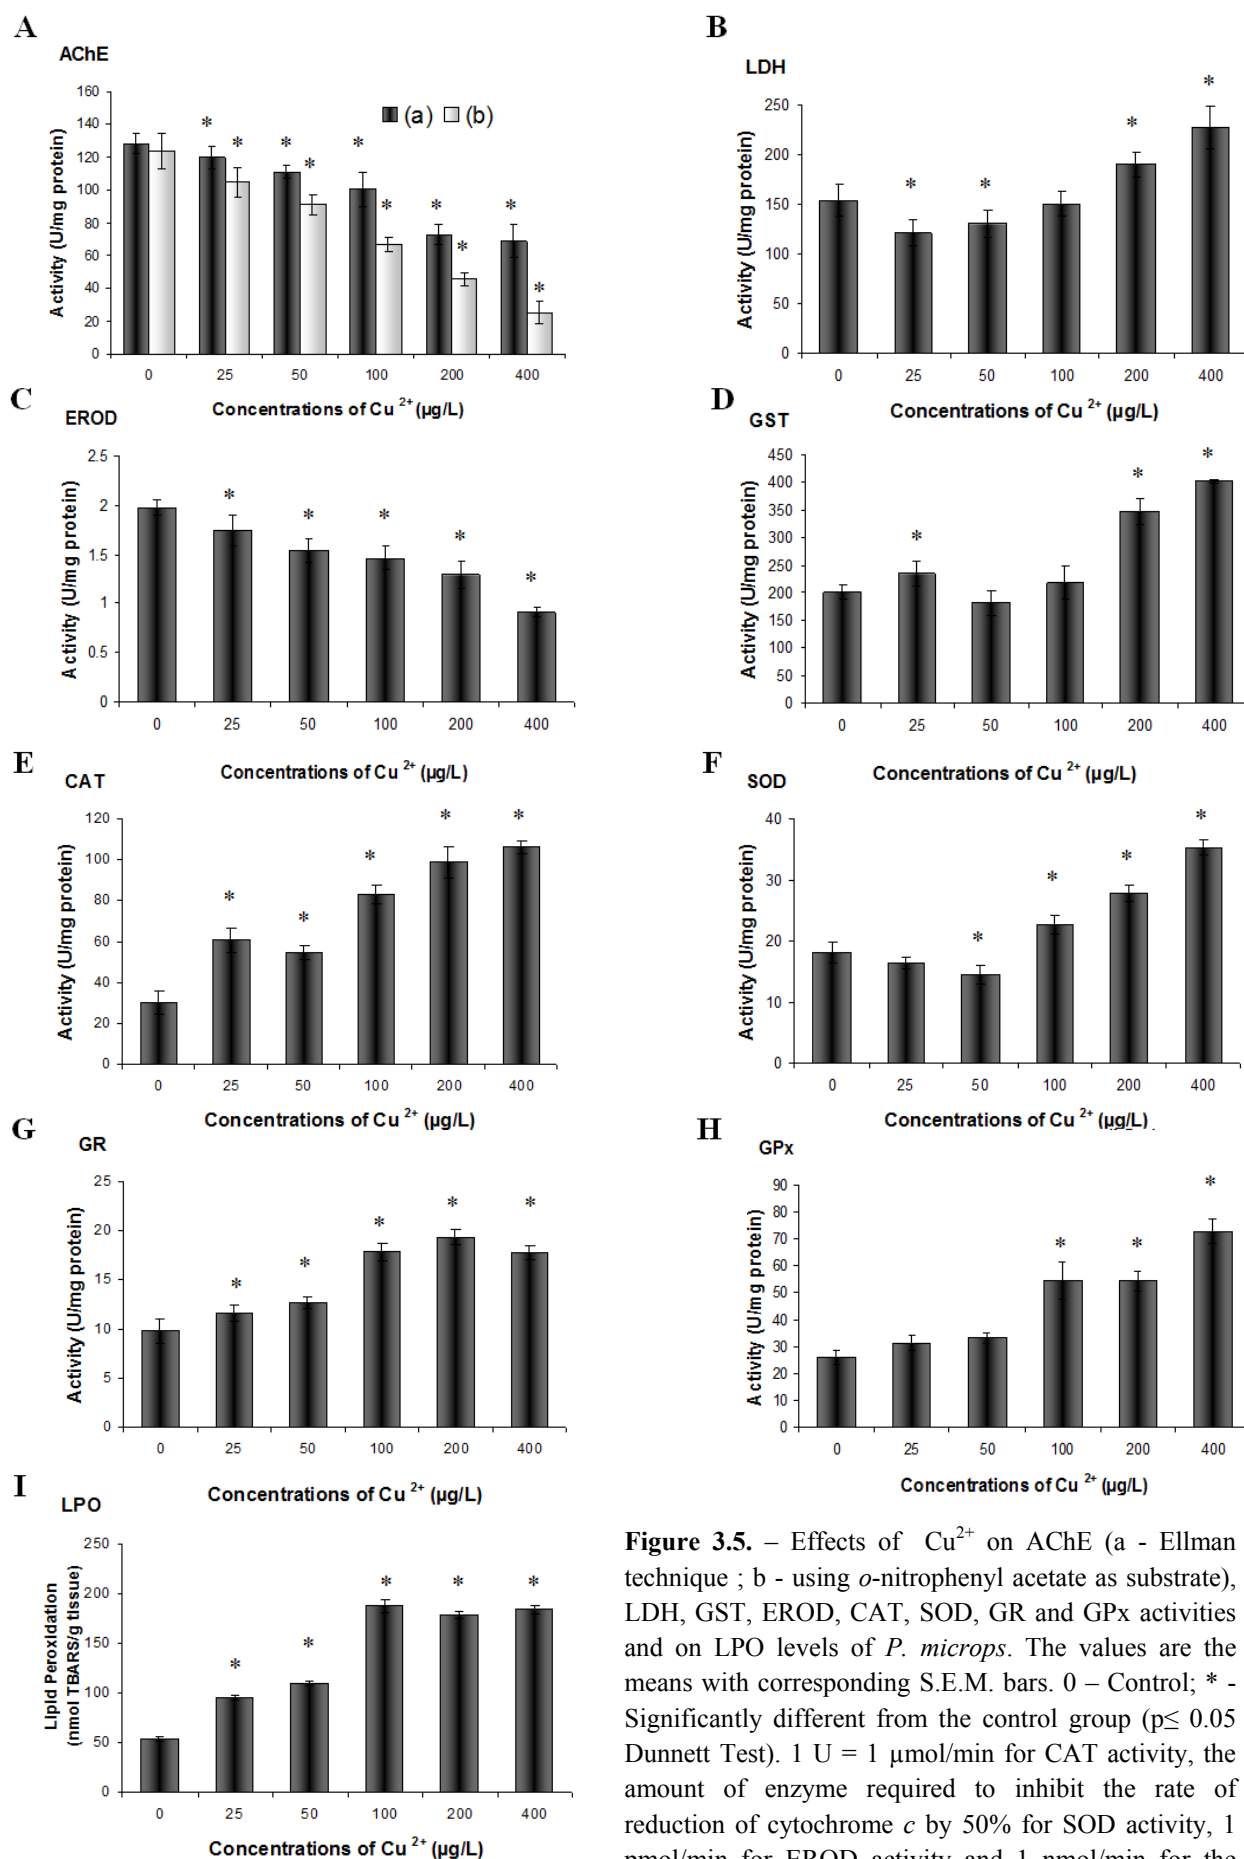 A
AChE
160
140
120
100
80
60
40
20
0
Activity (U/mg protein)
(a) (b)
* * * * * * * * * *
0 25 50 100 200 400
Concentrations of Cu 2+ (µg/L)
B
LDH
250
200
150
100
50
0
Activity (U/mg protein)
* * * *
0 25 50 100 200 400
Concentrations of Cu 2+ (µg/L)
C
EROD
2.5
2
1.5
1
0.5
0
Activity (U/mg protein)
* * * * *
0 25 50 100 200 400
Concentrations of Cu 2+ (µg/L)
D
GST
450
400
350
300
250
200
150
100
50
0
Activity (U/mg protein)
* * *
0 25 50 100 200 400
Concentrations of Cu 2+ (µg/L)
E
CAT
120
100
80
60
40
20
0
Activity (U/mg protein)
* * * * *
0 25 50 100 200 400
Concentrations of Cu 2+ (µg/L)
F
SOD
40
30
20
10
0
Activity (U/mg protein)
* * * *
0 25 50 100 200 400
Concentrations of Cu 2+ (µg/L)
G
GR
25
20
15
10
5
0
Activity (U/mg protein)
* * * * *
0 25 50 100 200 400
Concentrations of Cu 2+ (µg/L)
H
GPx
90
80
70
60
50
40
30
20
10
0
Activity (U/mg protein)
* * *
0 25 50 100 200 400
Concentrations of Cu 2+ (µg/L)
I
LPO
250
200
150
100
50
0
Lipid Peroxidation
(nmol TBARS/g tissue)
* * * * *
0 25 50 100 200 400
Concentrations of Cu 2+ (µg/L)
Figure 3.5. – Effects of Cu2+ on AChE (a - Ellman
technique ; b - using o-nitrophenyl acetate as substrate),
LDH, GST, EROD, CAT, SOD, GR and GPx activities
and on LPO levels of P. microps. The values are the
means with corresponding S.E.M. bars. 0 – Control; * -
Significantly different from the control group (p≤ 0.05
Dunnett Test). 1 U = 1 µmol/min for CAT activity, the
amount of enzyme required to inhibit the rate of
reduction of cytochrome c by 50% for SOD activity, 1
pmol/min for EROD activity and 1 nmol/min for the